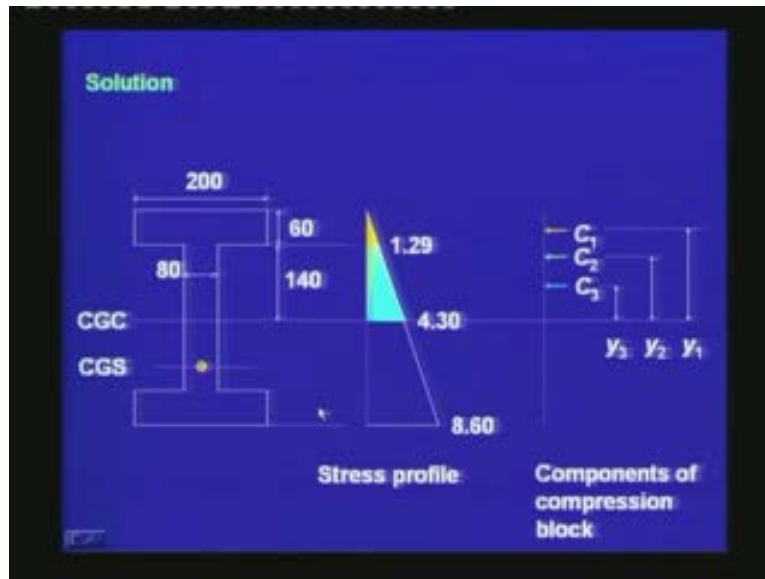 Solution
200
60
1.29
C₁
C₂
80
140
C₃
CGC
4.30
y₃ y₂ y₁
CGS
8.60
Stress profile
Components of
compression
block